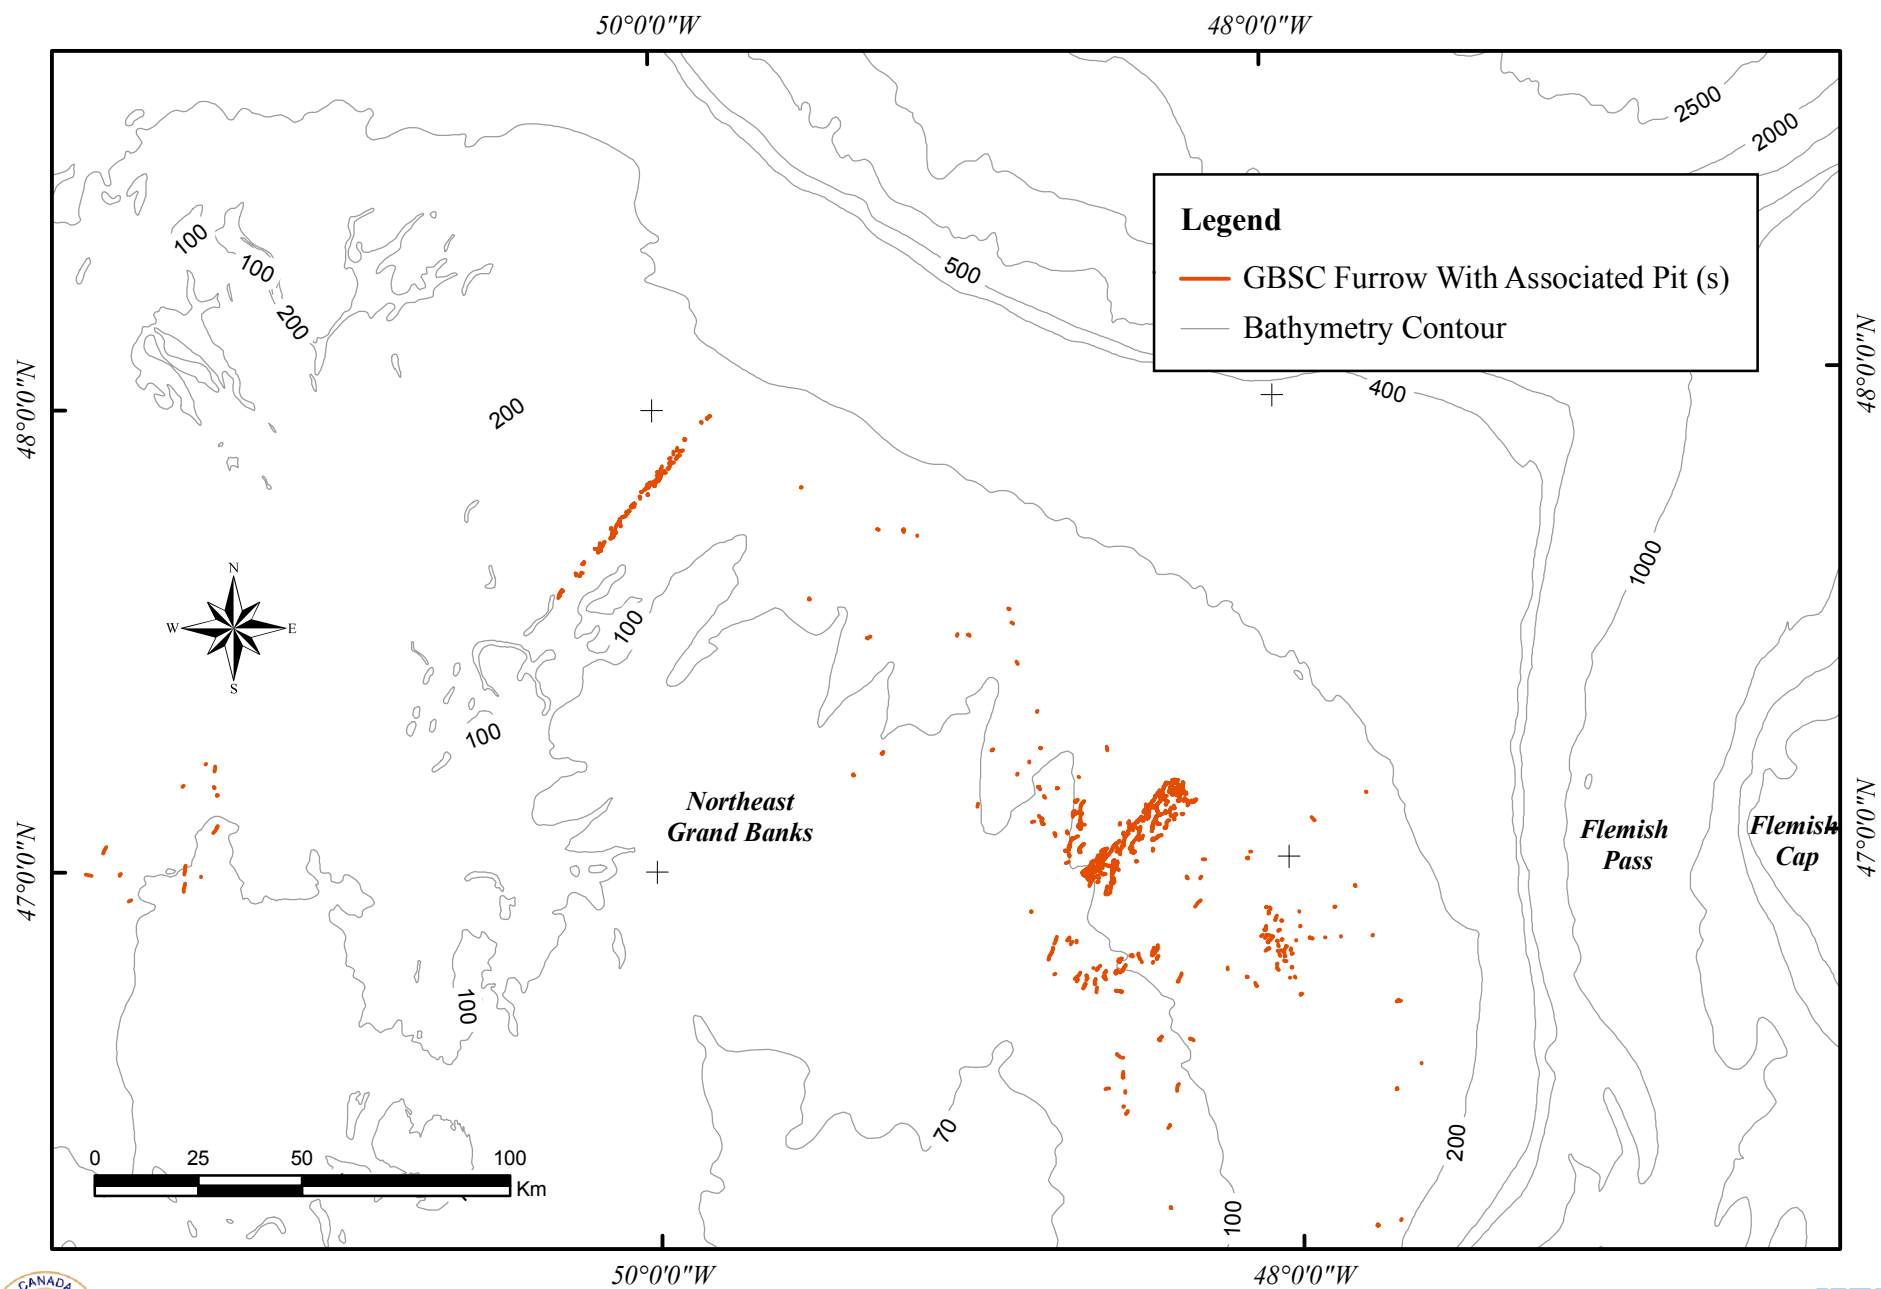 50°0'0"W
48°0'0"W
2500
2000
Legend
GBSC Furrow With Associated Pit (s)
Bathymetry Contour
100
100
200
500
400
200
48°0'0"N
48°0'0"N
1000
N
W
E
S
100
100
Northeast
Grand Banks
Flemish
Pass
Flemish
Cap
47°0'0"N
47°0'0"N
100
70
200
100
0
25
50
100
Km
50°0'0"W
48°0'0"W
CANADA